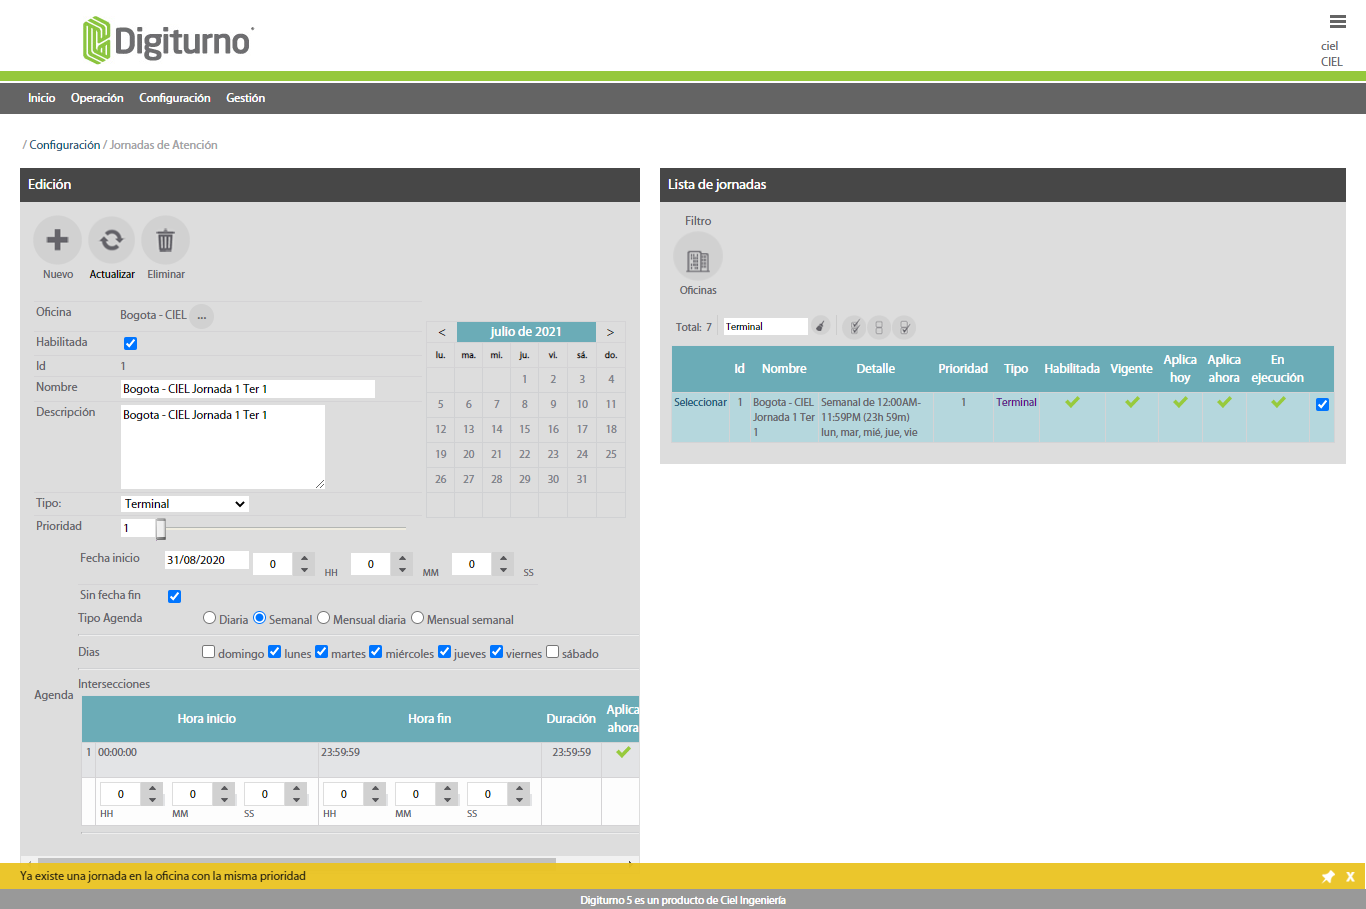 Digiturno
ciel
CIEL
Inicio Operación Configuración Gestión
/ Configuración / Jornadas de Atención
Edición
Nuevo Actualizar Eliminar
Oficina Bogota - CIEL ...
Habilitada
Id 1
Nombre Bogota - CIEL Jornada 1 Ter 1
Descripción Bogota - CIEL Jornada 1 Ter 1
Tipo: Terminal
Prioridad 1
< julio de 2021 >
lu. ma. mi. ju. vi. sá. do.
1 2 3 4
5 6 7 8 9 10 11
12 13 14 15 16 17 18
19 20 21 22 23 24 25
26 27 28 29 30 31
Fecha inicio 31/08/2020 0 HH 0 MM 0 SS
Sin fecha fin
Tipo Agenda Diaria Semanal Mensual diaria Mensual semanal
Dias domingo lunes martes miércoles jueves viernes sábado
Agenda
Intersecciones
Hora inicio Hora fin Duración Aplica ahora
1 00:00:00 23:59:59 23:59:59
0 0 0 0 0 0
HH MM SS HH MM SS
Lista de jornadas
Filtro
Oficinas
Total: 7 Terminal
Id Nombre Detalle Prioridad Tipo Habilitada Vigente Aplica hoy Aplica ahora En ejecución
Seleccionar 1 Bogota - CIEL Semanal de 12:00AM- 1 Terminal
Jornada 1 Ter 11:59PM (23h 59m)
1 lun, mar, mié, jue, vie
Ya existe una jornada en la oficina con la misma prioridad X
Digiturno 5 es un producto de Ciel Ingeniería